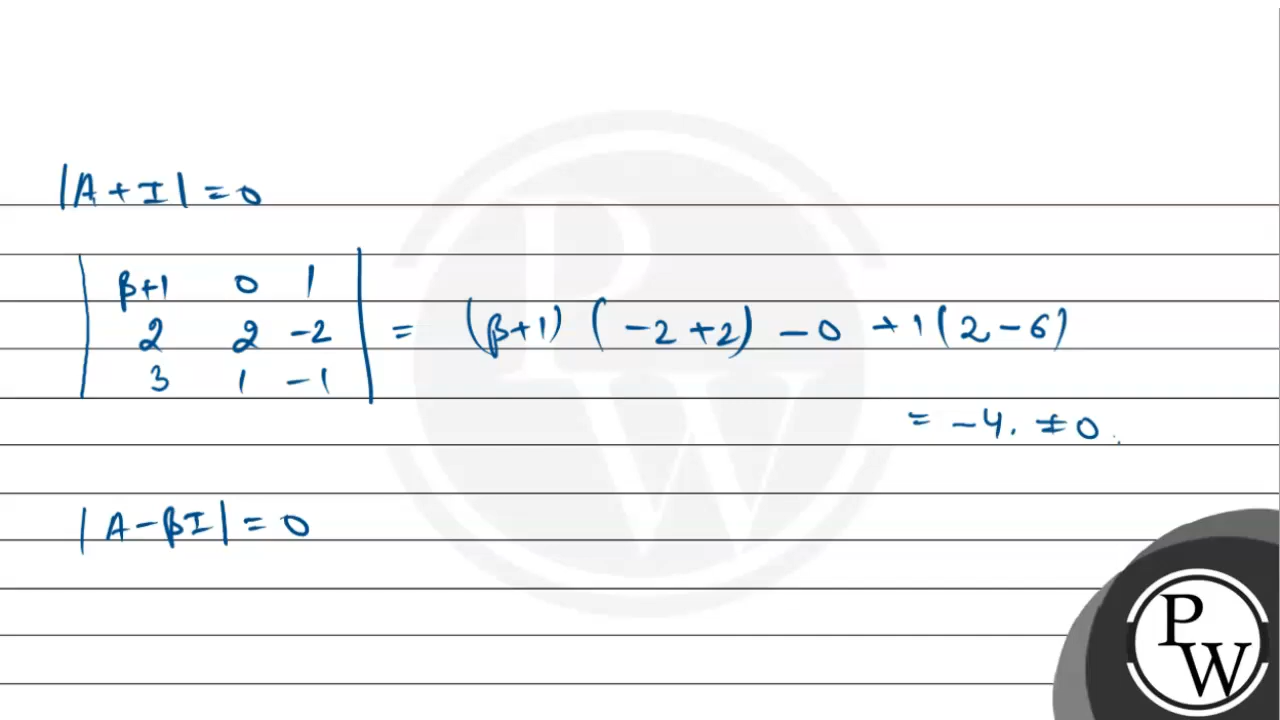 |A + I| = 0
| β+1 0 1 |
| 2 2 -2 | = (β+1) (-2 + 2) - 0 + 1(2 - 6)
| 3 1 -1 |
= -4. ≠ 0.
|A - βI| = 0
P
W
P
W